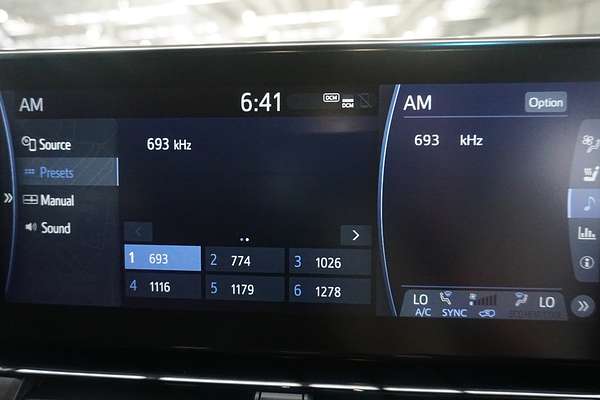 AM
6:41
DCM
DCM
Source
Presets
Manual
Sound
693 kHz
1 693
2 774
3 1026
4 1116
5 1179
6 1278
AM
Option
693 kHz
LO
LO
A/C
SYNC